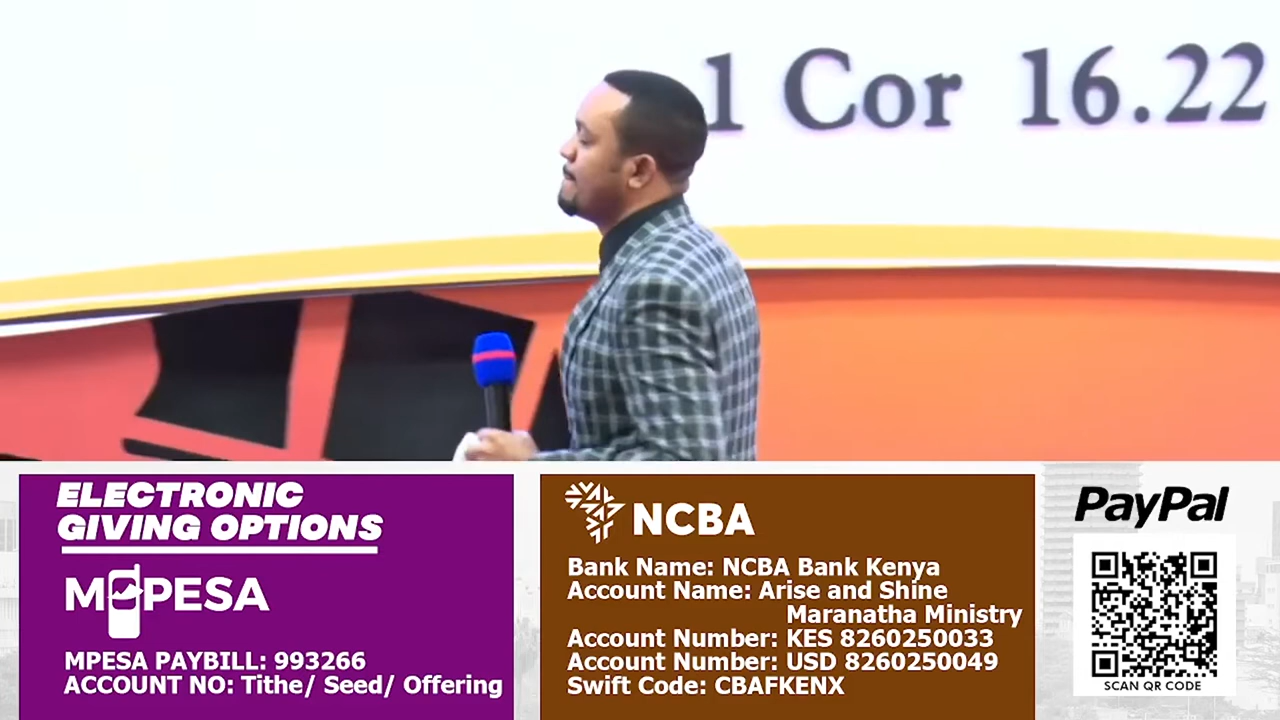 1 Cor 16.22
ELECTRONIC
GIVING OPTIONS
M-PESA
MPESA PAYBILL: 993266
ACCOUNT NO: Tithe/ Seed/ Offering
NCBA
Bank Name: NCBA Bank Kenya
Account Name: Arise and Shine
Maranatha Ministry
Account Number: KES 8260250033
Account Number: USD 8260250049
Swift Code: CBAFKENX
PayPal
SCAN QR CODE